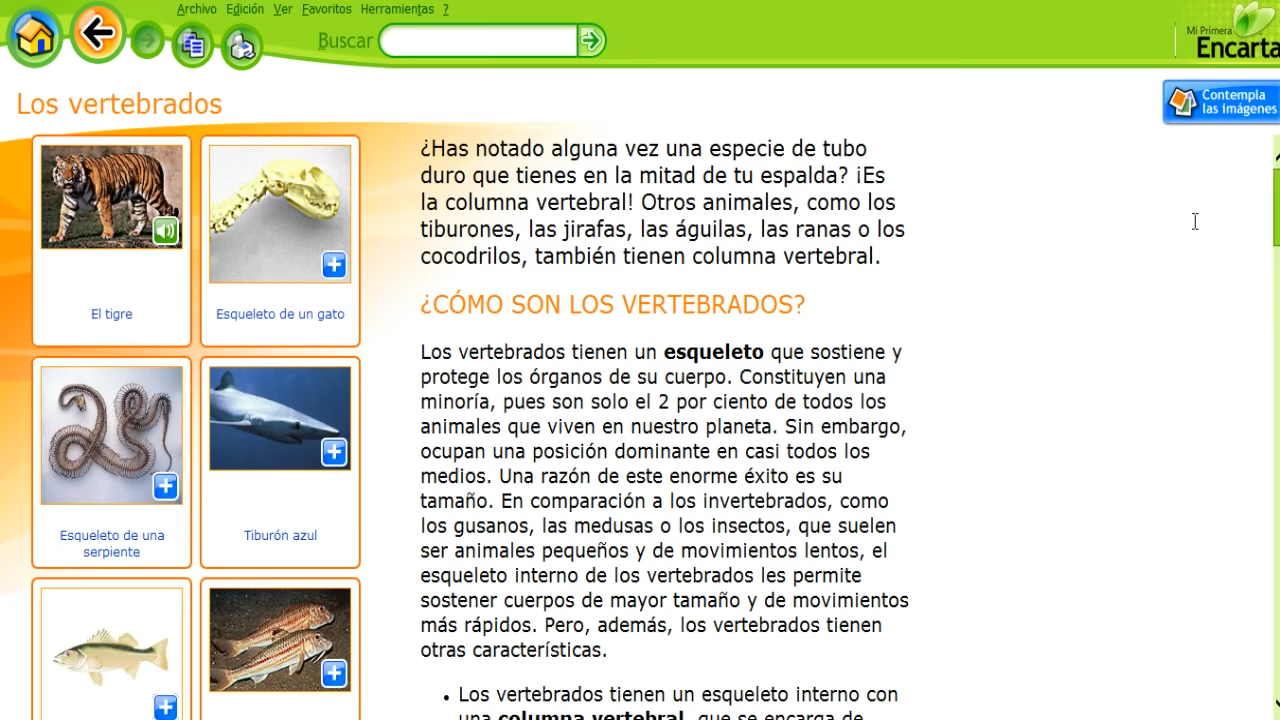 Archivo Edición Ver Favoritos Herramientas ?
Buscar
Mi Primera
Encarta
Los vertebrados
Contempla
las imágenes
El tigre
Esqueleto de un gato
Esqueleto de una
serpiente
Tiburón azul
¿Has notado alguna vez una especie de tubo
duro que tienes en la mitad de tu espalda? ¡Es
la columna vertebral! Otros animales, como los
tiburones, las jirafas, las águilas, las ranas o los
cocodrilos, también tienen columna vertebral.
¿CÓMO SON LOS VERTEBRADOS?
Los vertebrados tienen un esqueleto que sostiene y
protege los órganos de su cuerpo. Constituyen una
minoría, pues son solo el 2 por ciento de todos los
animales que viven en nuestro planeta. Sin embargo,
ocupan una posición dominante en casi todos los
medios. Una razón de este enorme éxito es su
tamaño. En comparación a los invertebrados, como
los gusanos, las medusas o los insectos, que suelen
ser animales pequeños y de movimientos lentos, el
esqueleto interno de los vertebrados les permite
sostener cuerpos de mayor tamaño y de movimientos
más rápidos. Pero, además, los vertebrados tienen
otras características.
• Los vertebrados tienen un esqueleto interno con
una columna vertebral, que se encarga de